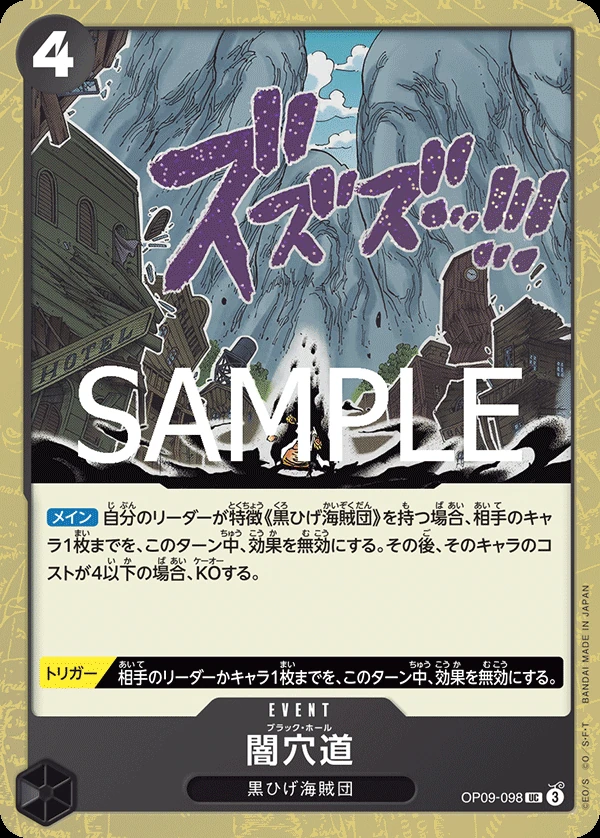 4
ズズズ…!!!
HOTEL
SAMPLE
メイン 自分のリーダーが特徴《黒ひげ海賊団》を持つ場合、相手のキャ
ラ1枚までを、このターン中、効果を無効にする。その後、そのキャラのコ
ストが4以下の場合、KOする。
トリガー 相手のリーダーかキャラ1枚までを、このターン中、効果を無効にする。
EVENT
ブラック・ホール
闇穴道
黒ひげ海賊団
OP09-098 UC 3
©E.O/S ©O/S・F・T BANDAI MADE IN JAPAN